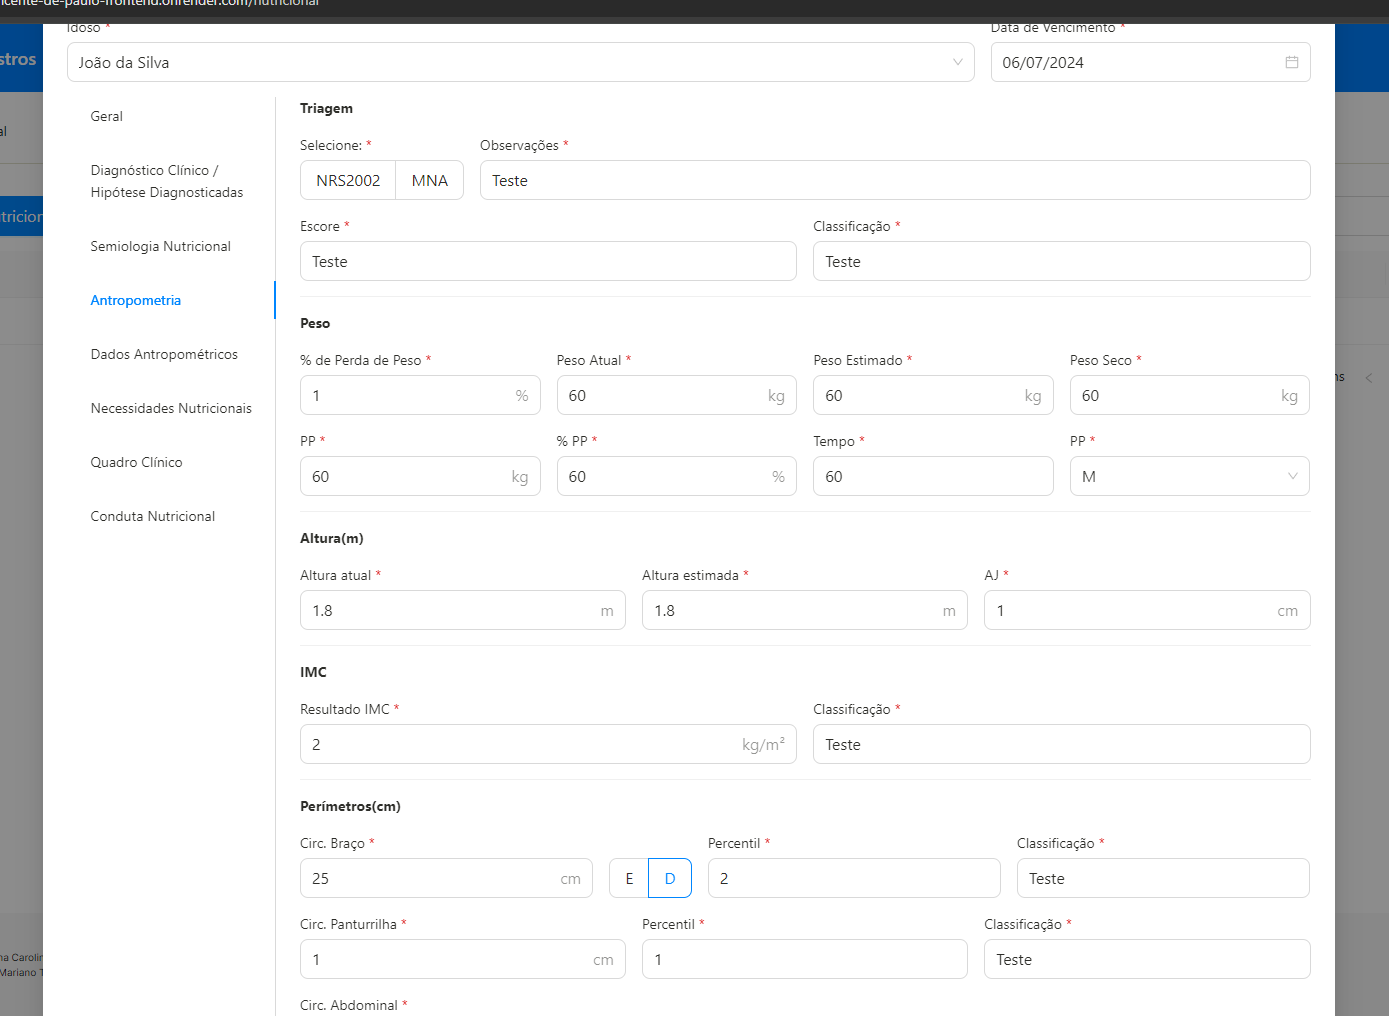 icente-de-paulo-frontend.onrender.com/nutricional
Idoso *
Data de Vencimento *
João da Silva
06/07/2024
stros
al
utricion
ns
na Carolin
Mariano T
Geral
Diagnóstico Clínico /
Hipótese Diagnosticadas
Semiologia Nutricional
Antropometria
Dados Antropométricos
Necessidades Nutricionais
Quadro Clínico
Conduta Nutricional
Triagem
Selecione: *
Observações *
NRS2002
MNA
Teste
Escore *
Classificação *
Teste
Teste
Peso
% de Perda de Peso *
Peso Atual *
Peso Estimado *
Peso Seco *
1 %
60 kg
60 kg
60 kg
PP *
% PP *
Tempo *
PP *
60 kg
60 %
60
M
Altura(m)
Altura atual *
Altura estimada *
AJ *
1.8 m
1.8 m
1 cm
IMC
Resultado IMC *
Classificação *
2 kg/m²
Teste
Perímetros(cm)
Circ. Braço *
Percentil *
Classificação *
25 cm
E
D
2
Teste
Circ. Panturrilha *
Percentil *
Classificação *
1 cm
1
Teste
Circ. Abdominal *